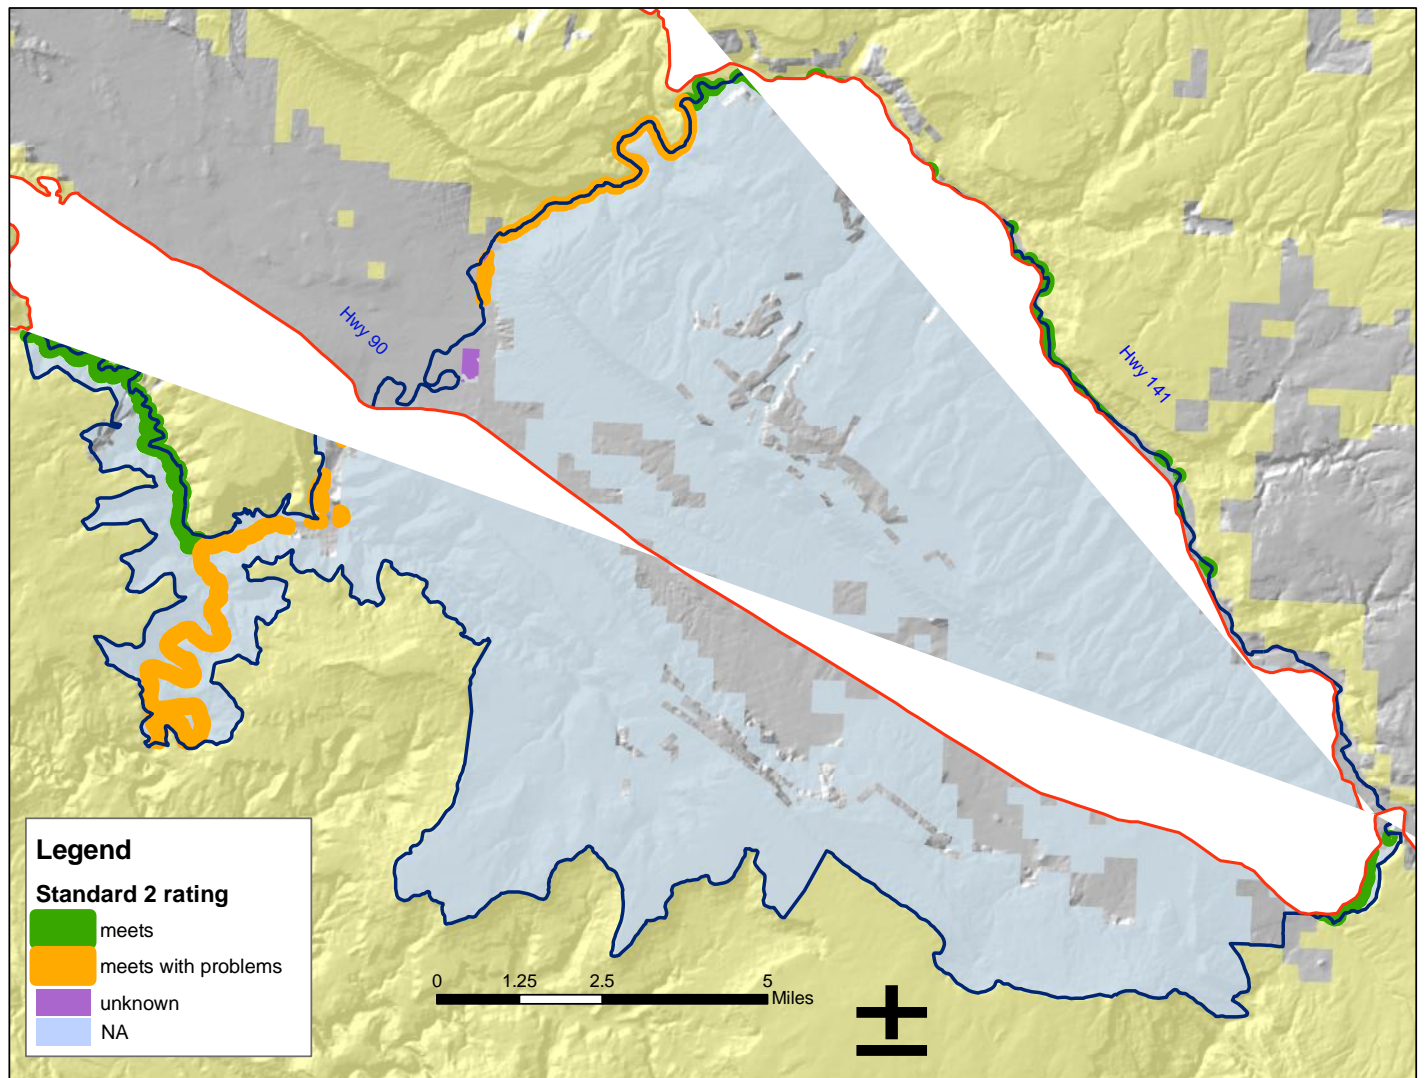 Hwy 90
Hwy 141
Legend
Standard 2 rating
meets
meets with problems
unknown
NA
0 1.25 2.5 5
Miles